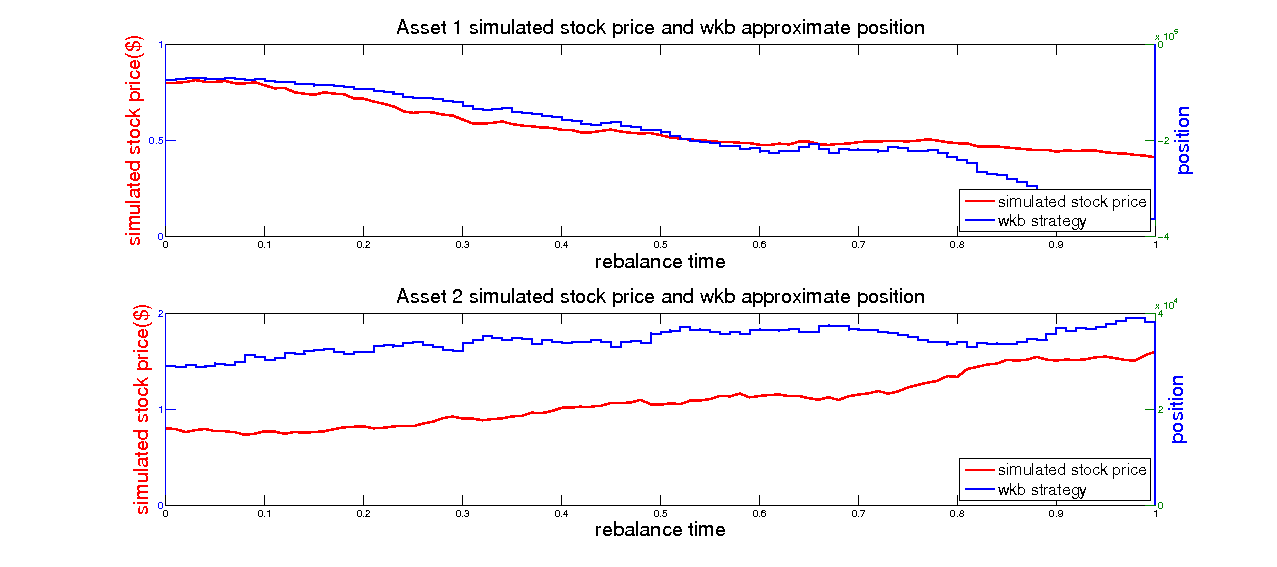 Asset 1 simulated stock price and wkb approximate position
x 10^5
simulated stock price($)
1
0.5
0
0
-2
-4
position
simulated stock price
wkb strategy
0 0.1 0.2 0.3 0.4 0.5 0.6 0.7 0.8 0.9 1
rebalance time
Asset 2 simulated stock price and wkb approximate position
x 10^4
simulated stock price($)
2
1
0
4
2
0
position
simulated stock price
wkb strategy
0 0.1 0.2 0.3 0.4 0.5 0.6 0.7 0.8 0.9 1
rebalance time